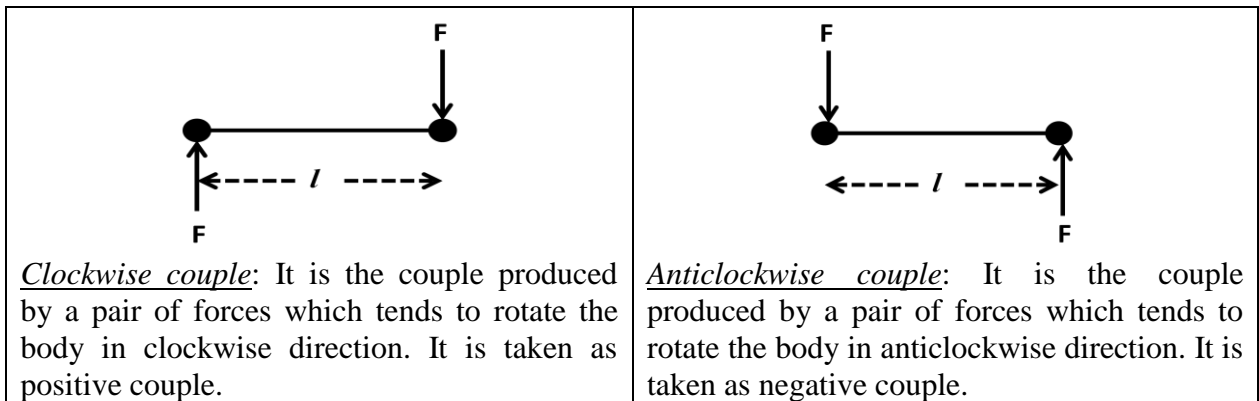 F
l
F
Clockwise couple: It is the couple produced
by a pair of forces which tends to rotate the
body in clockwise direction. It is taken as
positive couple.
F
l
F
Anticlockwise couple: It is the couple
produced by a pair of forces which tends to
rotate the body in anticlockwise direction. It is
taken as negative couple.